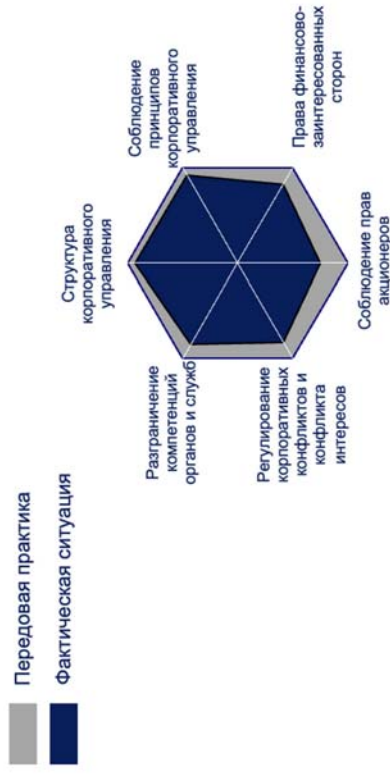 Передовая практика
Фактическая ситуация
Структура
корпоративного
управления
Соблюдение
принципов
корпоративного
управления
Права финансово-
заинтересованных
сторон
Соблюдение прав
акционеров
Регулирование
корпоративных
конфликтов и
конфликта
интересов
Разграничение
компетенций
органов и служб